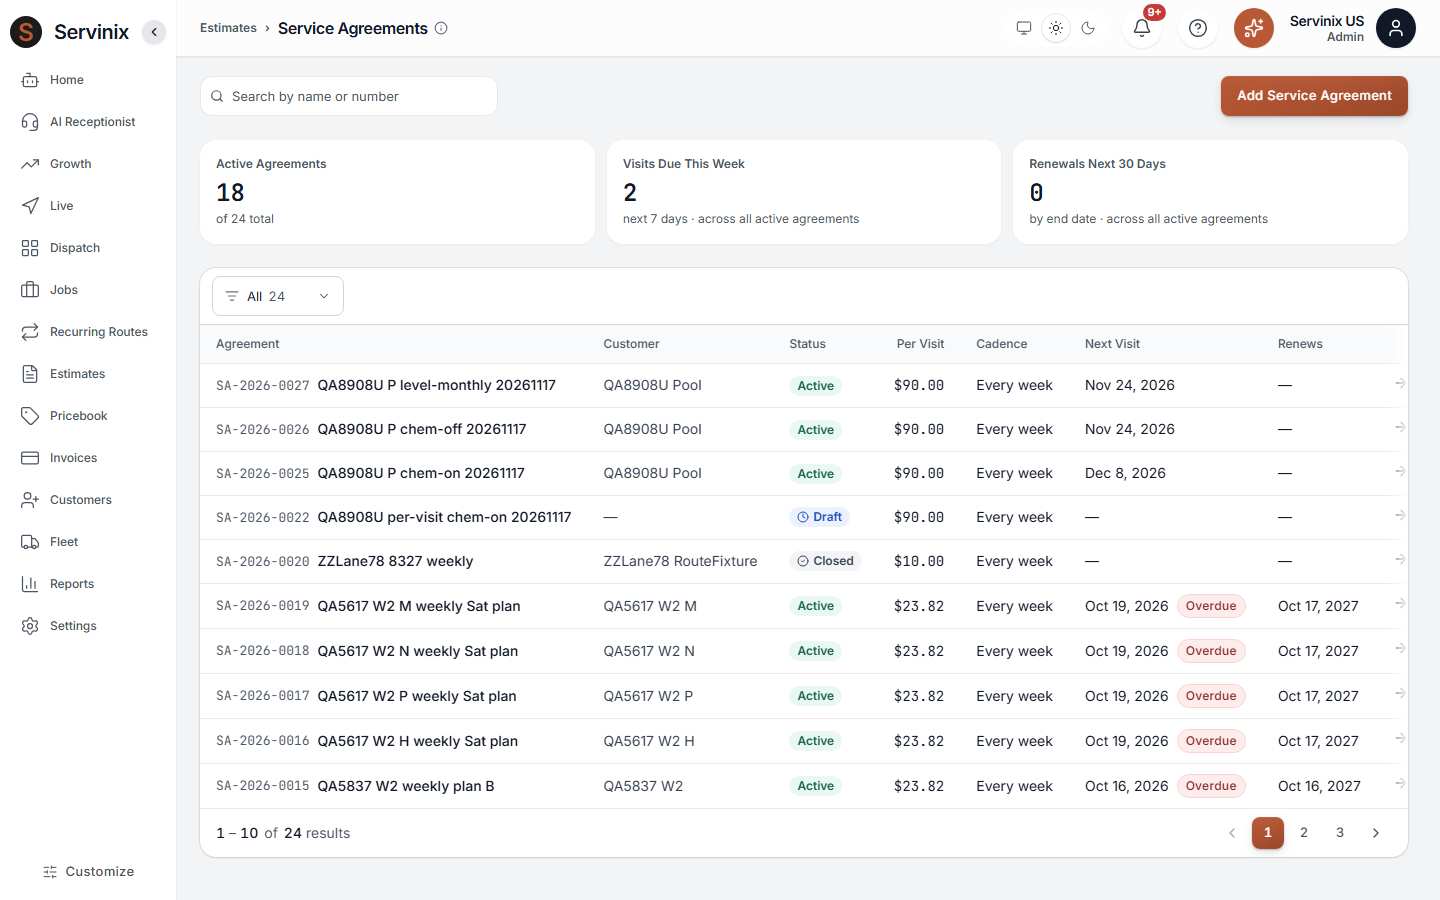 Servinix
Home
AI Receptionist
Growth
Live
Dispatch
Jobs
Recurring Routes
Estimates
Pricebook
Invoices
Customers
Fleet
Reports
Settings
Customize
Estimates › Service Agreements
9+
Servinix US
Admin
Search by name or number
Add Service Agreement
Active Agreements
18
of 24 total
Visits Due This Week
2
next 7 days · across all active agreements
Renewals Next 30 Days
0
by end date · across all active agreements
All 24
Agreement Customer Status Per Visit Cadence Next Visit Renews
SA-2026-0027 QA8908U P level-monthly 20261117 QA8908U Pool Active $90.00 Every week Nov 24, 2026 —
SA-2026-0026 QA8908U P chem-off 20261117 QA8908U Pool Active $90.00 Every week Nov 24, 2026 —
SA-2026-0025 QA8908U P chem-on 20261117 QA8908U Pool Active $90.00 Every week Dec 8, 2026 —
SA-2026-0022 QA8908U per-visit chem-on 20261117 — Draft $90.00 Every week — —
SA-2026-0020 ZZLane78 8327 weekly ZZLane78 RouteFixture Closed $10.00 Every week — —
SA-2026-0019 QA5617 W2 M weekly Sat plan QA5617 W2 M Active $23.82 Every week Oct 19, 2026 Overdue Oct 17, 2027
SA-2026-0018 QA5617 W2 N weekly Sat plan QA5617 W2 N Active $23.82 Every week Oct 19, 2026 Overdue Oct 17, 2027
SA-2026-0017 QA5617 W2 P weekly Sat plan QA5617 W2 P Active $23.82 Every week Oct 19, 2026 Overdue Oct 17, 2027
SA-2026-0016 QA5617 W2 H weekly Sat plan QA5617 W2 H Active $23.82 Every week Oct 19, 2026 Overdue Oct 17, 2027
SA-2026-0015 QA5837 W2 weekly plan B QA5837 W2 Active $23.82 Every week Oct 16, 2026 Overdue Oct 16, 2027
1 – 10 of 24 results
1 2 3